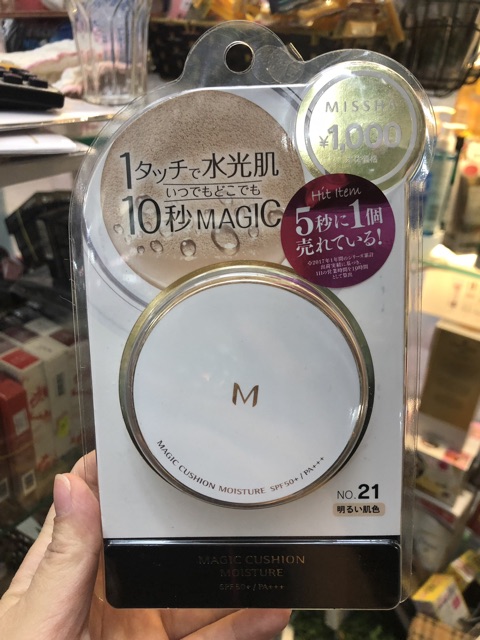 MISSHA
¥1,000
1タッチで水光肌
いつでもどこでも
10秒MAGIC
Hit Item
5秒に1個
売れている!
M
MAGIC CUSHION MOISTURE SPF50+ / PA+++
NO.21
明るい肌色
MAGIC CUSHION
MOISTURE
SPF50+ / PA+++